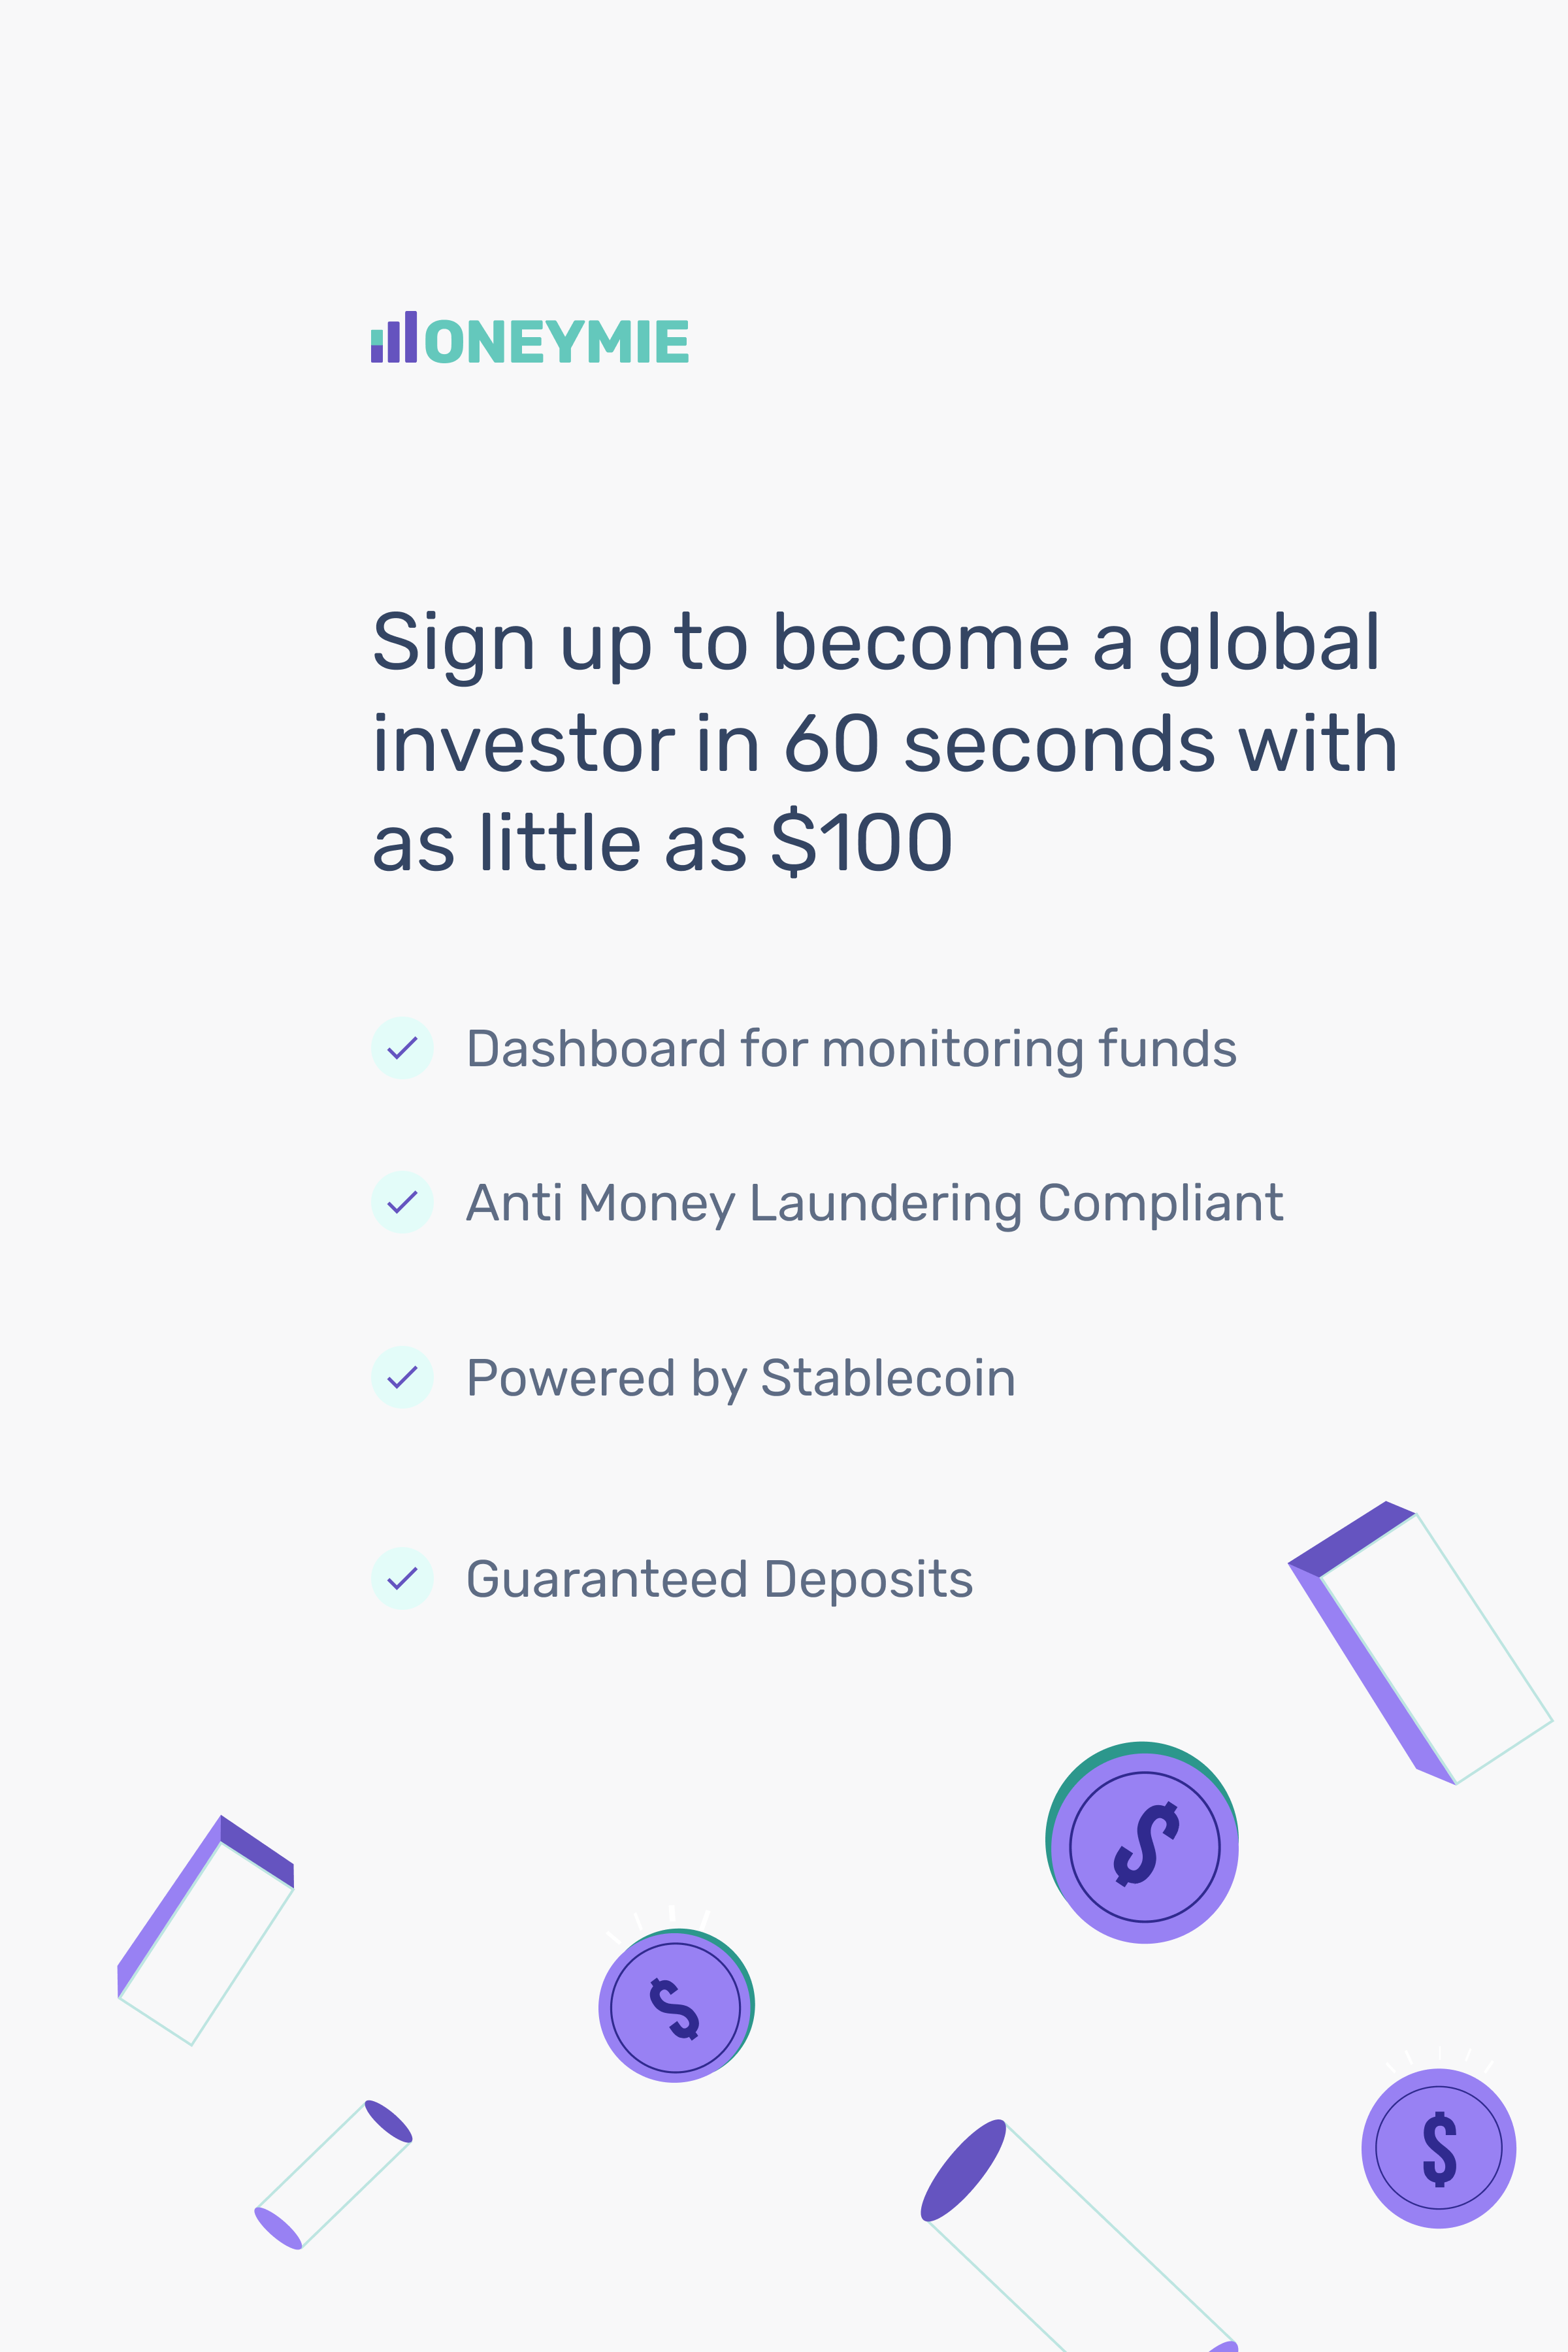 ONEYMIE
Sign up to become a global
investor in 60 seconds with
as little as $100
Dashboard for monitoring funds
Anti Money Laundering Compliant
Powered by Stablecoin
Guaranteed Deposits
$
$
$